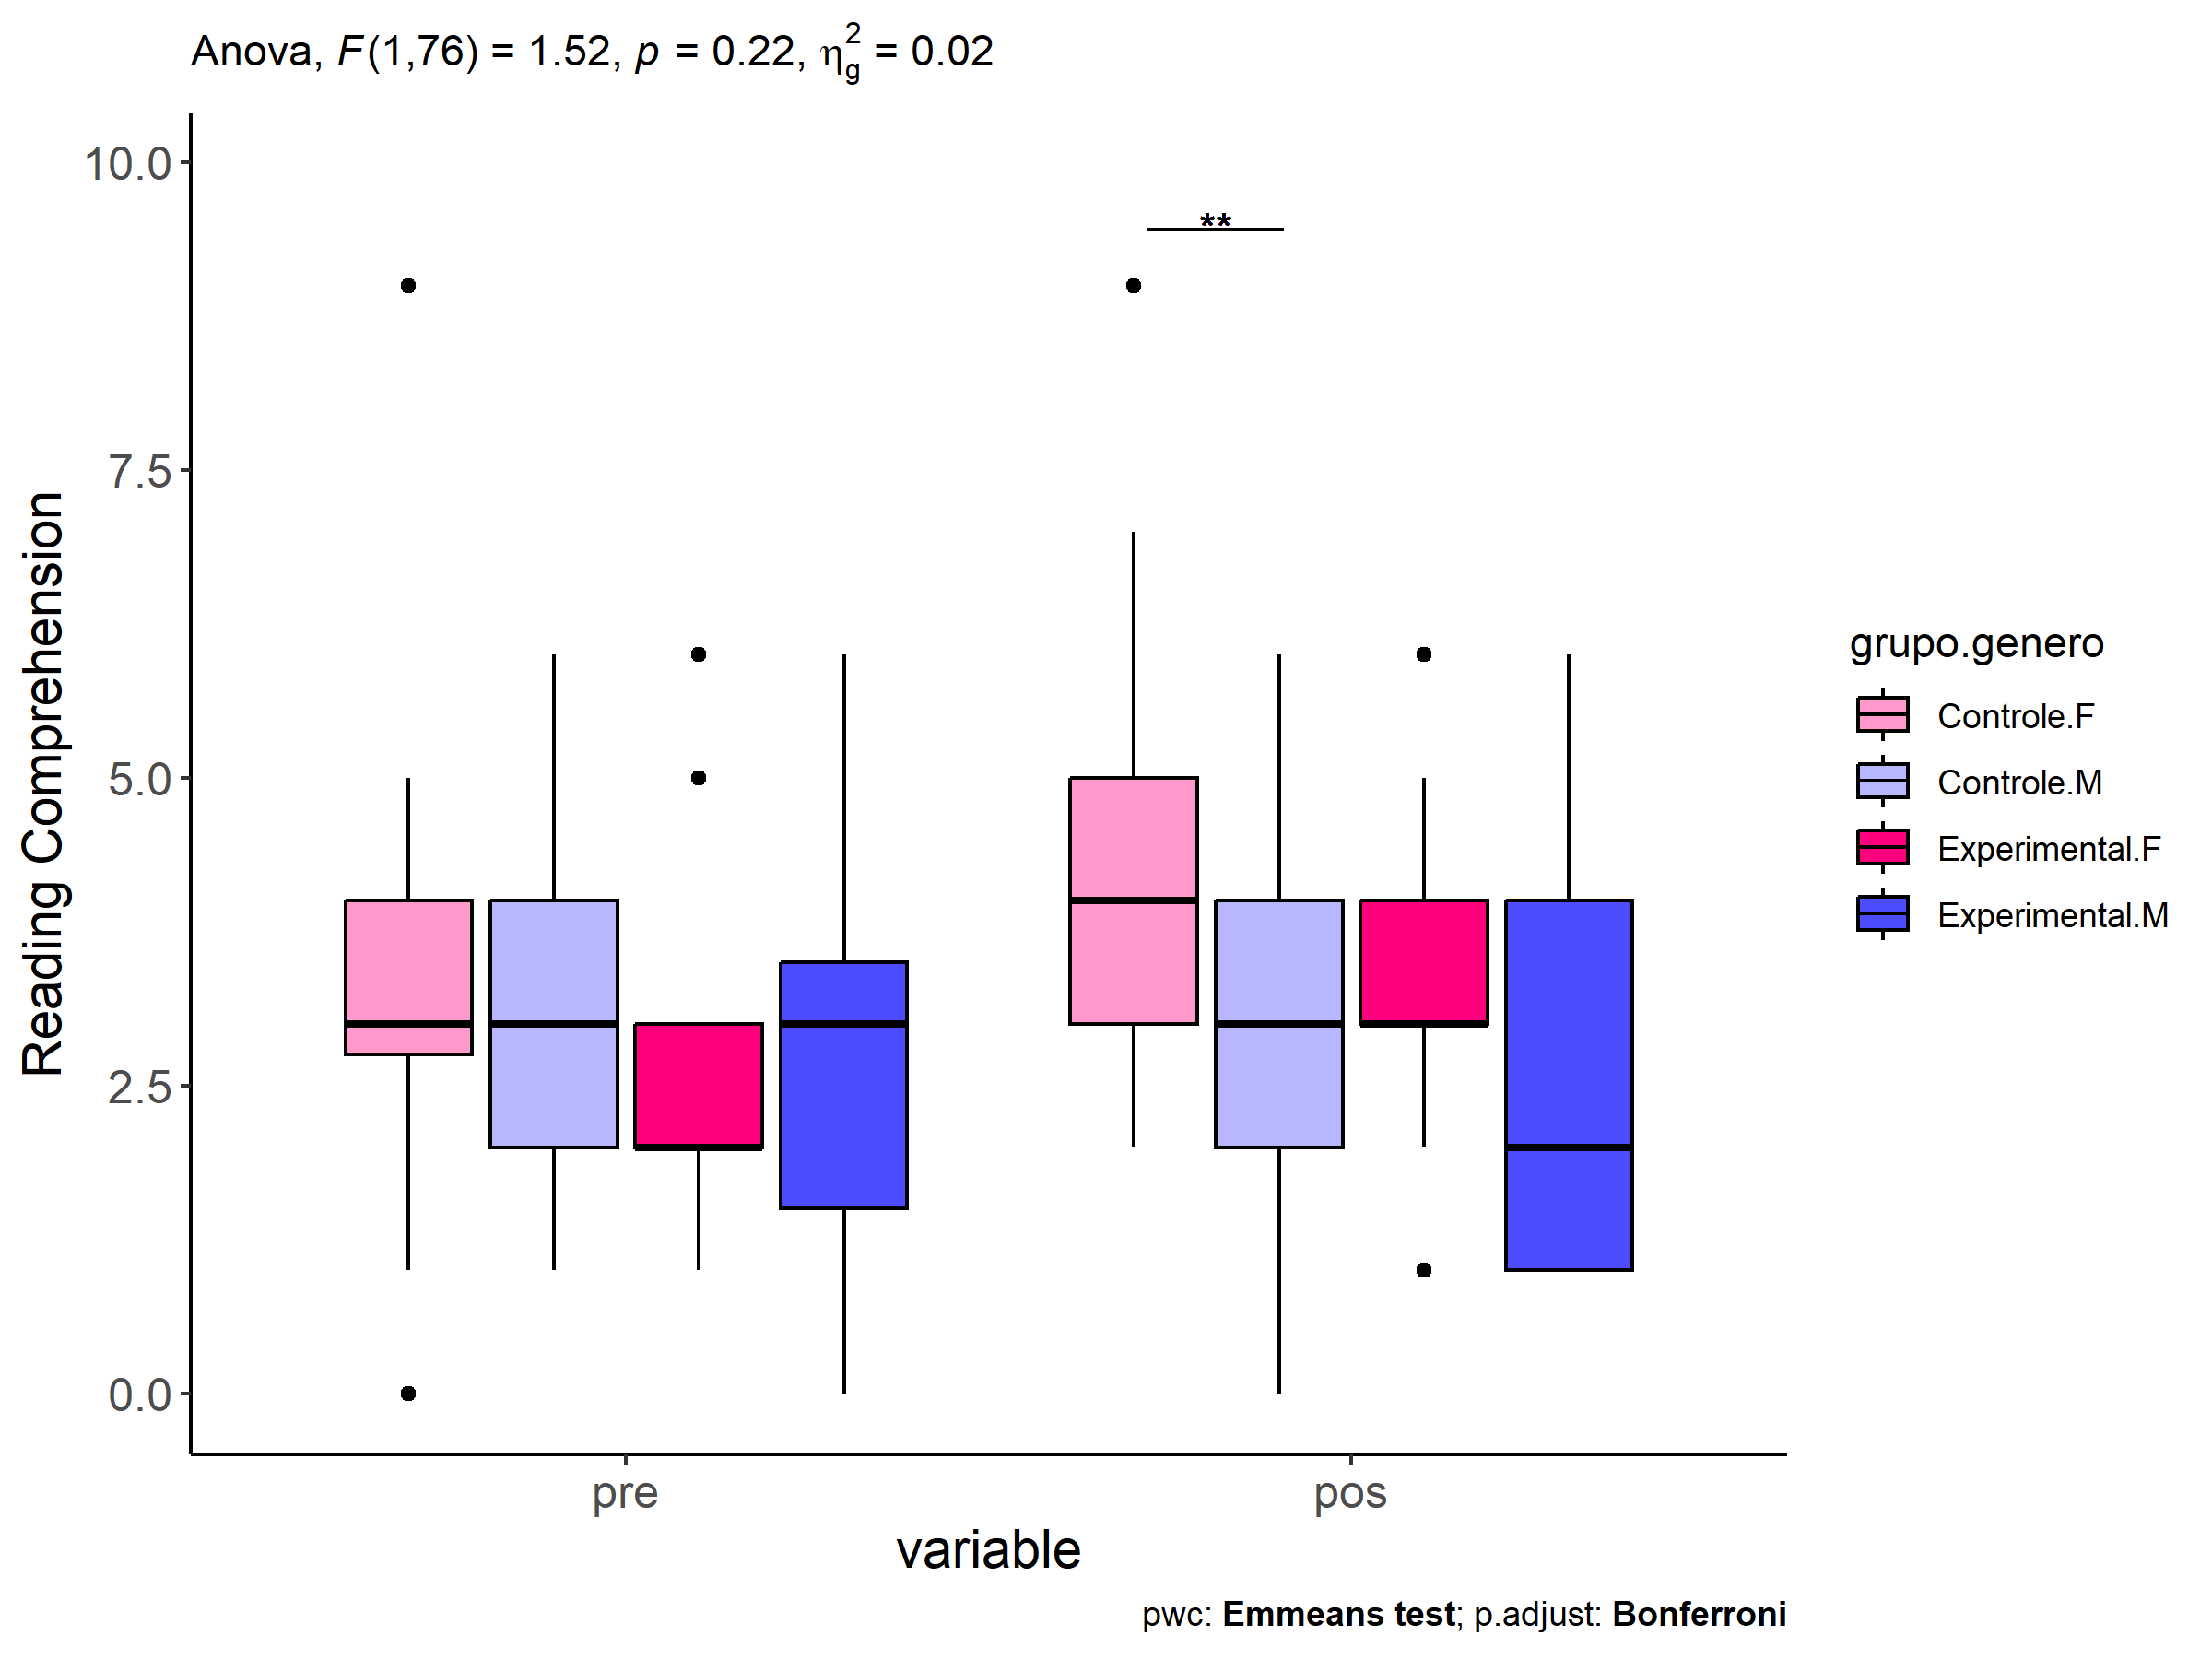 Anova, F(1,76) = 1.52, p = 0.22, η²g = 0.02
10.0
7.5
5.0
2.5
0.0
Reading Comprehension
**
pre
pos
variable
grupo.genero
Controle.F
Controle.M
Experimental.F
Experimental.M
pwc: Emmeans test; p.adjust: Bonferroni